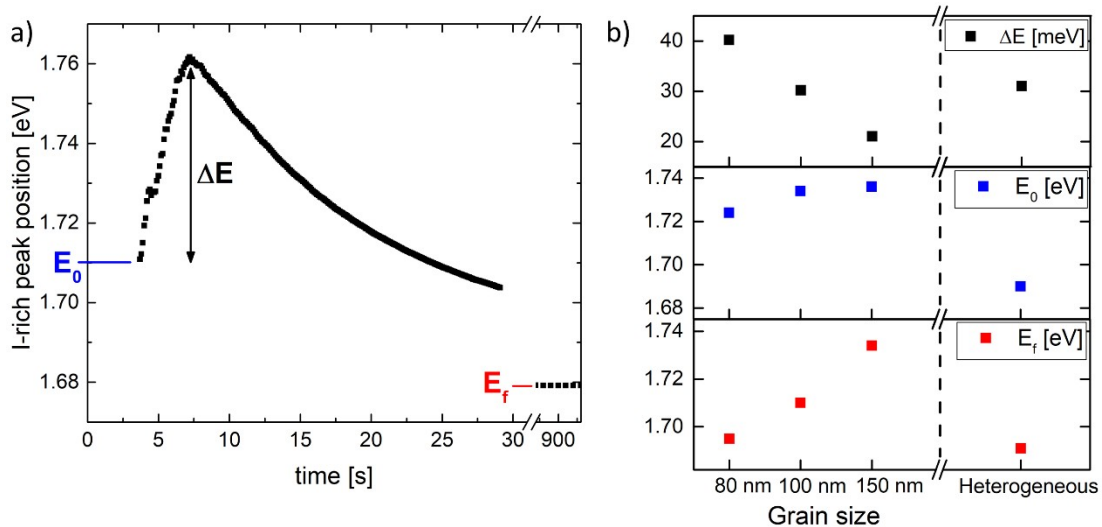 a)
I-rich peak position [eV]
1.76
1.74
1.72
1.70
1.68
E0
ΔE
Ef
0 5 10 15 20 25 30 900
time [s]
b)
ΔE [meV]
40
30
20
E0 [eV]
1.74
1.72
1.70
1.68
Ef [eV]
1.74
1.72
1.70
80 nm 100 nm 150 nm Heterogeneous
Grain size